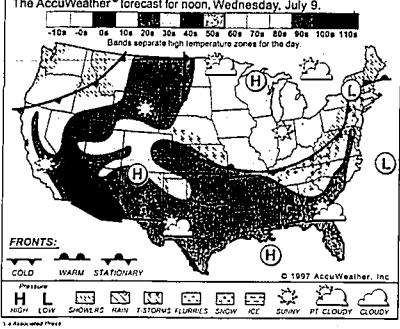 The AccuWeather forecast for noon, Wednesday, July 9.
-10s -0s 0s 10s 20s 30s 40s 50s 60s 70s 80s 90s 100s 110s
Bands separate high temperature zones for the day.
H
L
L
H
H
FRONTS:
COLD WARM STATIONARY
© 1997 AccuWeather, Inc
Pressure
H L
HIGH LOW SHOWERS RAIN T-STORMS FLURRIES SNOW ICE SUNNY PT CLOUDY CLOUDY
Associated Press